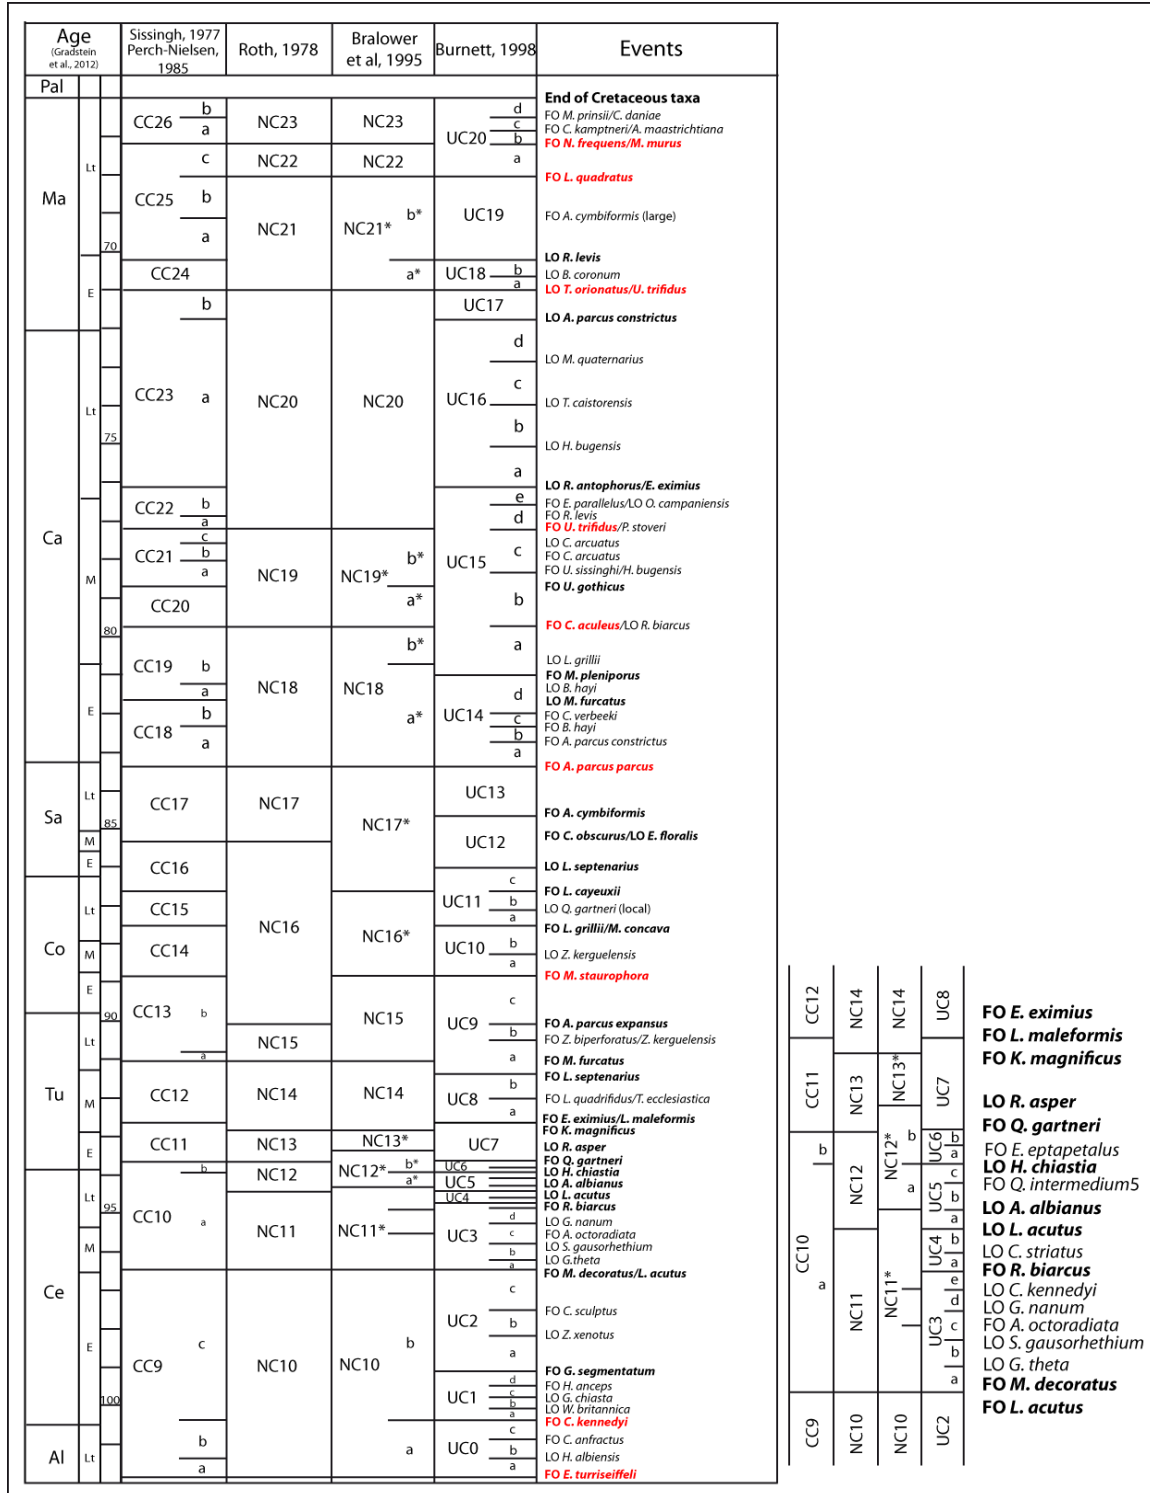 Age
(Gradstein
et al., 2012)
Sissingh, 1977
Perch-Nielsen,
1985
Roth, 1978
Bralower
et al, 1995
Burnett, 1998
Events
Pal
Ma
Lt
E
70
Ca
Lt
M
E
75
80
Sa
Lt
M
E
85
Co
Lt
M
E
Tu
Lt
M
E
90
Ce
Lt
M
E
95
100
Al
Lt
CC26
b
a
CC25
c
b
a
CC24
CC23
b
a
CC22
b
a
CC21
c
b
a
CC20
CC19
b
a
CC18
b
a
CC17
CC16
CC15
CC14
CC13
b
a
CC12
CC11
CC10
b
a
CC9
c
b
a
NC23
NC22
NC21
NC20
NC19
NC18
NC17
NC16
NC15
NC14
NC13
NC12
NC11
NC10
NC23
NC22
NC21*
b*
a*
NC20
NC19*
b*
a*
NC18
b*
a*
NC17*
NC16*
NC15
NC14
NC13*
NC12*
b*
a*
NC11*
NC10
b
a
UC20
d
c
b
a
UC19
UC18
b
a
UC17
UC16
d
c
b
a
UC15
e
d
c
b
a
UC14
d
c
b
a
UC13
UC12
UC11
c
b
a
UC10
b
a
UC9
c
b
a
UC8
b
a
UC7
UC6
UC5
UC4
UC3
d
c
b
a
UC2
c
b
a
UC1
d
c
b
a
UC0
c
b
a
End of Cretaceous taxa
FO M. prinsii/C. daniae
FO C. kamptneri/A. maastrichtiana
FO N. frequens/M. murus
FO L. quadratus
FO A. cymbiformis (large)
LO R. levis
LO B. coronum
LO T. orionatus/U. trifidus
LO A. parcus constrictus
LO M. quaternarius
LO T. caistorensis
LO H. bugensis
LO R. antophorus/E. eximius
FO E. parallelus/LO O. campaniensis
FO R. levis
FO U. trifidus/P. stoveri
LO C. arcuatus
FO C. arcuatus
FO U. sissinghi/H. bugensis
FO U. gothicus
FO C. aculeus/LO R. biarcus
LO L. grillii
FO M. pleniporus
LO B. hayi
LO M. furcatus
FO C. verbeeki
FO B. hayi
FO A. parcus constrictus
FO A. parcus parcus
FO A. cymbiformis
FO C. obscurus/LO E. floralis
LO L. septenarius
FO L. cayeuxii
LO Q. gartneri (local)
FO L. grillii/M. concava
LO Z. kerguelensis
FO M. staurophora
FO A. parcus expansus
FO Z. biperforatus/Z. kerguelensis
FO M. furcatus
FO L. septenarius
FO L. quadrifidus/T. ecclesiastica
FO E. eximius/L. maleformis
FO K. magnificus
LO R. asper
FO Q. gartneri
LO H. chiastia
LO A. albianus
LO L. acutus
FO R. biarcus
LO G. nanum
FO A. octoradiata
LO S. gausorhethium
LO G.theta
FO M. decoratus/L. acutus
FO C. sculptus
LO Z. xenotus
FO G. segmentatum
FO H. anceps
LO G. chiasta
LO W. britannica
FO C. kennedyi
FO C. anfractus
LO H. albiensis
FO E. turriseiffeli
CC12
CC11
CC10
b
a
CC9
NC14
NC13
NC12
NC11
NC10
NC14
NC13*
NC12*
b
a
NC11*
NC10
UC8
UC7
UC6
b
a
UC5
c
b
a
UC4
b
a
UC3
e
d
c
b
a
UC2
FO E. eximius
FO L. maleformis
FO K. magnificus
LO R. asper
FO Q. gartneri
FO E. eptapetalus
LO H. chiastia
FO Q. intermedium5
LO A. albianus
LO L. acutus
LO C. striatus
FO R. biarcus
LO C. kennedyi
LO G. nanum
FO A. octoradiata
LO S. gausorhethium
LO G. theta
FO M. decoratus
FO L. acutus